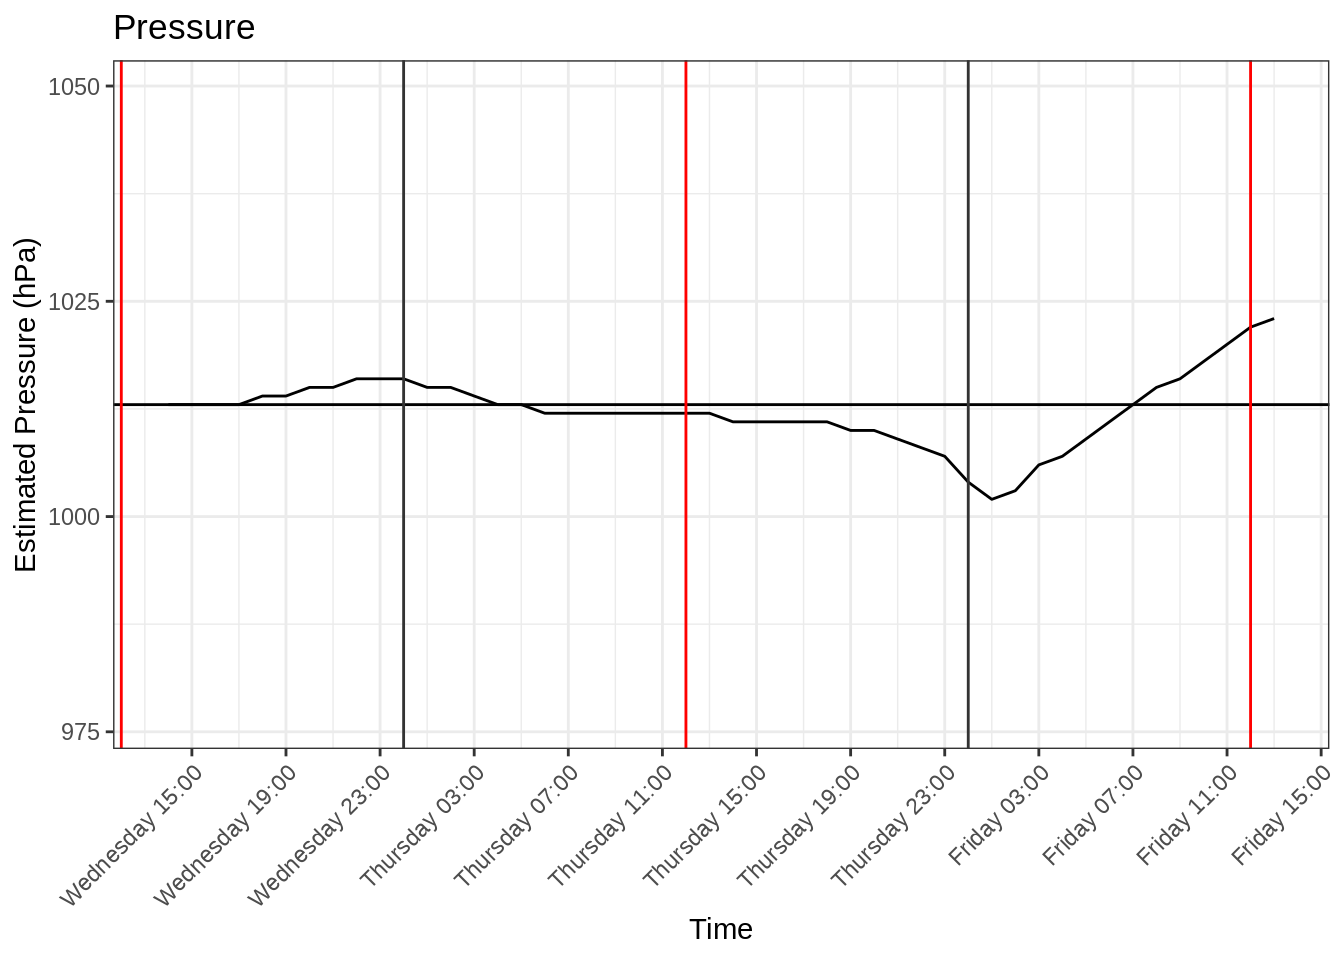 Pressure
Estimated Pressure (hPa)
1050
1025
1000
975
Wednesday 15:00
Wednesday 19:00
Wednesday 23:00
Thursday 03:00
Thursday 07:00
Thursday 11:00
Thursday 15:00
Thursday 19:00
Thursday 23:00
Friday 03:00
Friday 07:00
Friday 11:00
Friday 15:00
Time